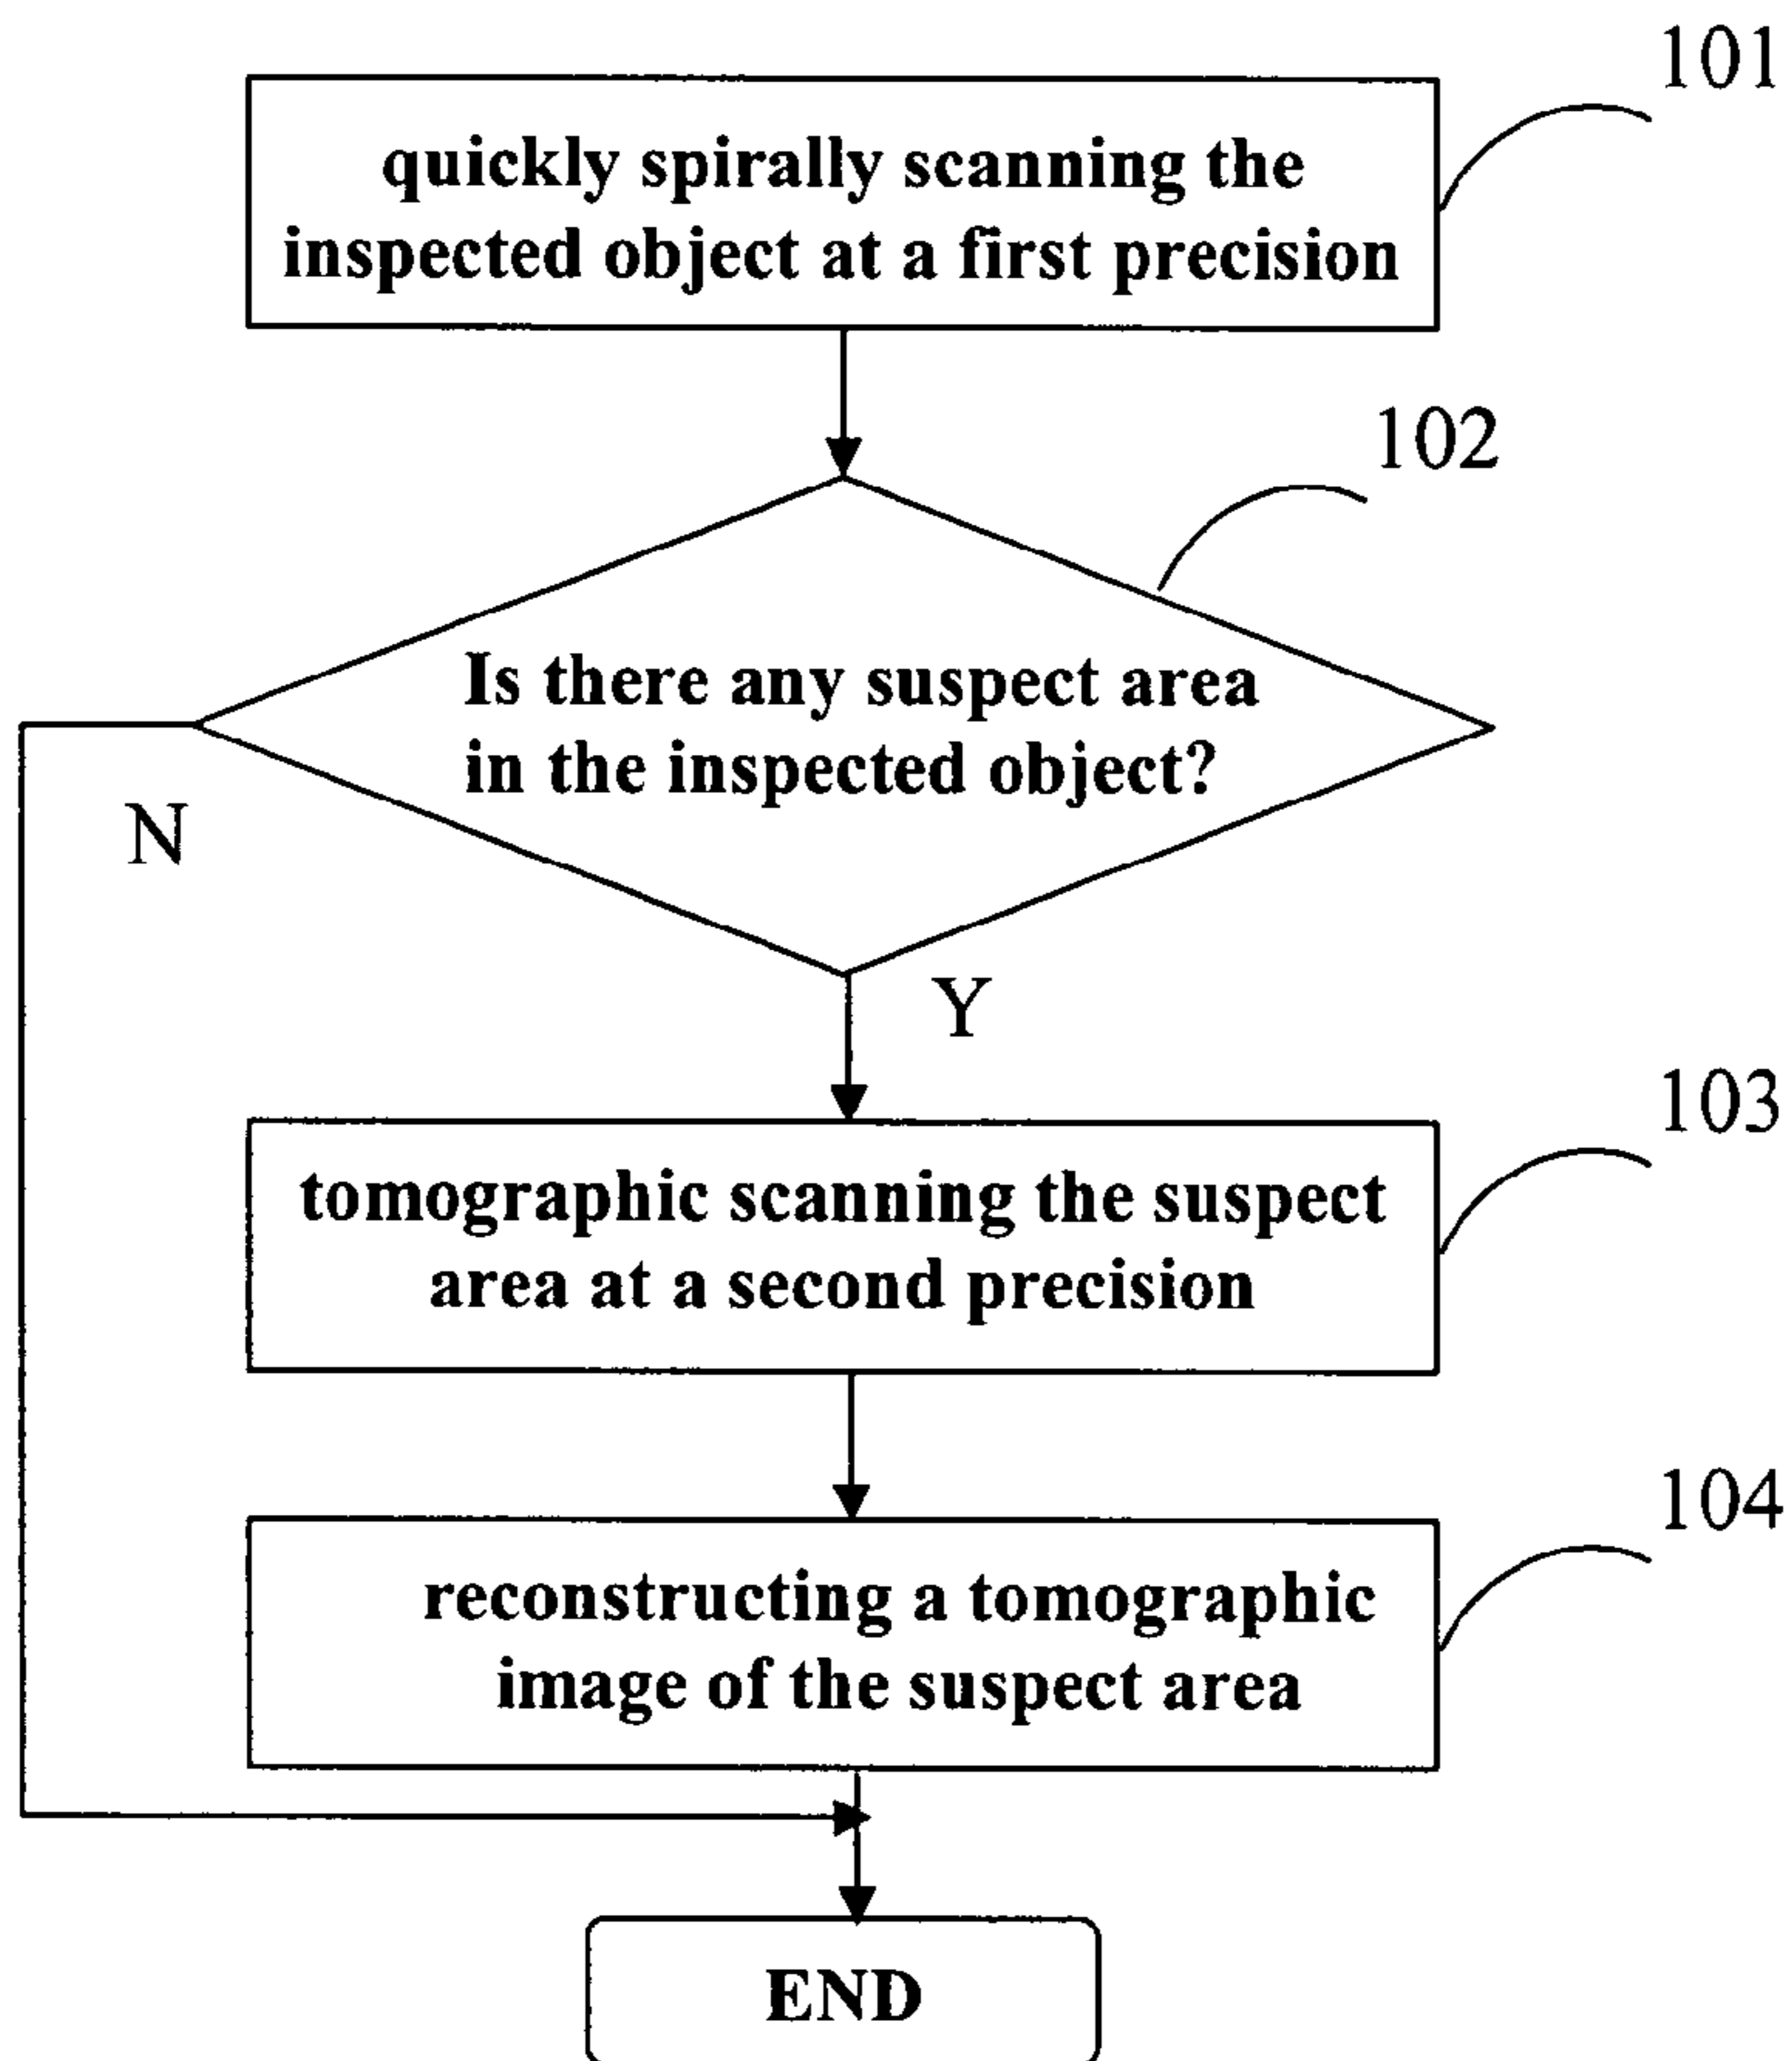 101
quickly spirally scanning the
inspected object at a first precision
102
Is there any suspect area
in the inspected object?
N
Y
103
tomographic scanning the suspect
area at a second precision
104
reconstructing a tomographic
image of the suspect area
END